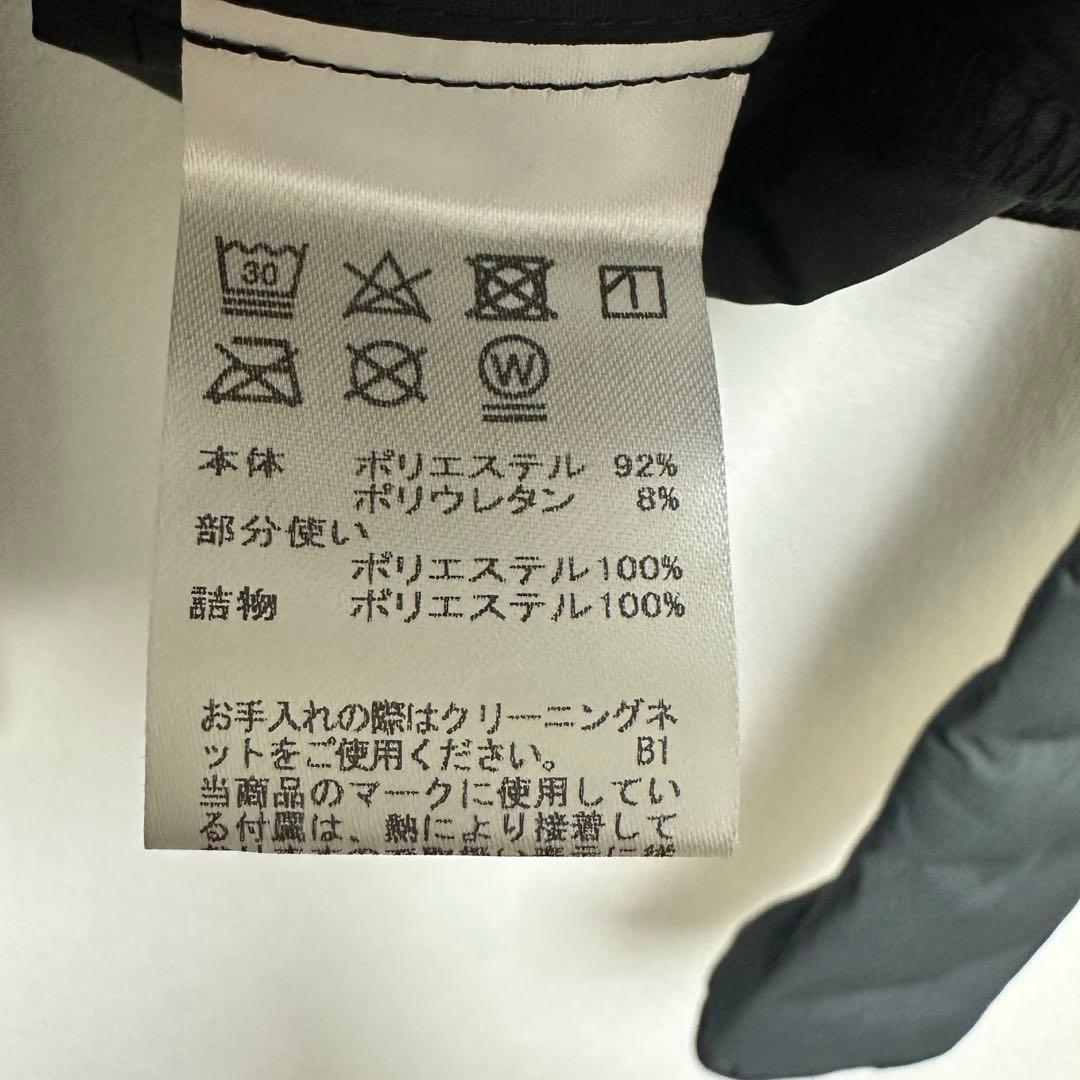 30
W
本体 ポリエステル 92%
ポリウレタン 8%
部分使い
ポリエステル100%
詰物 ポリエステル100%
お手入れの際はクリーニングネ
ットをご使用ください。 B1
当商品のマークに使用してい
る付属は、熱により接着して